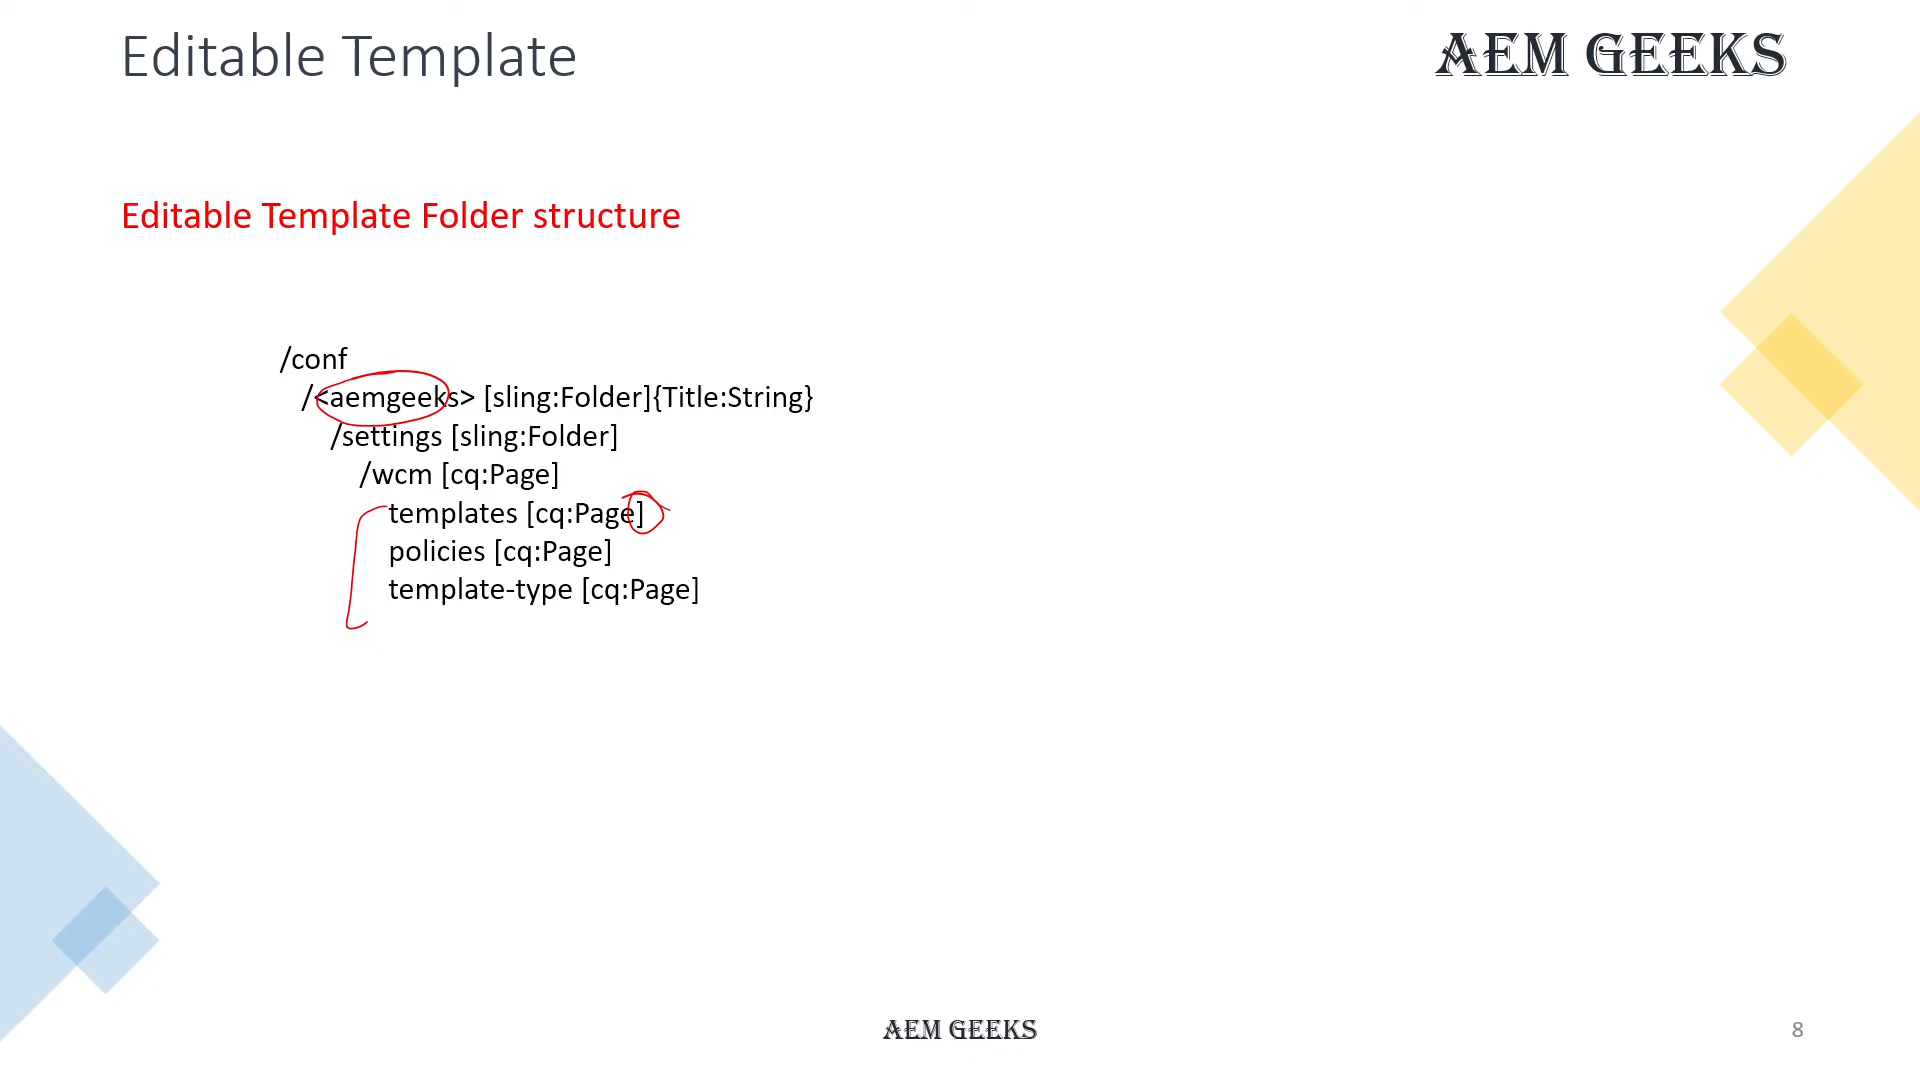 Editable Template
AEM GEEKS
Editable Template Folder structure
/conf
/<aemgeeks> [sling:Folder]{Title:String}
/settings [sling:Folder]
/wcm [cq:Page]
templates [cq:Page]
policies [cq:Page]
template-type [cq:Page]
AEM GEEKS
8